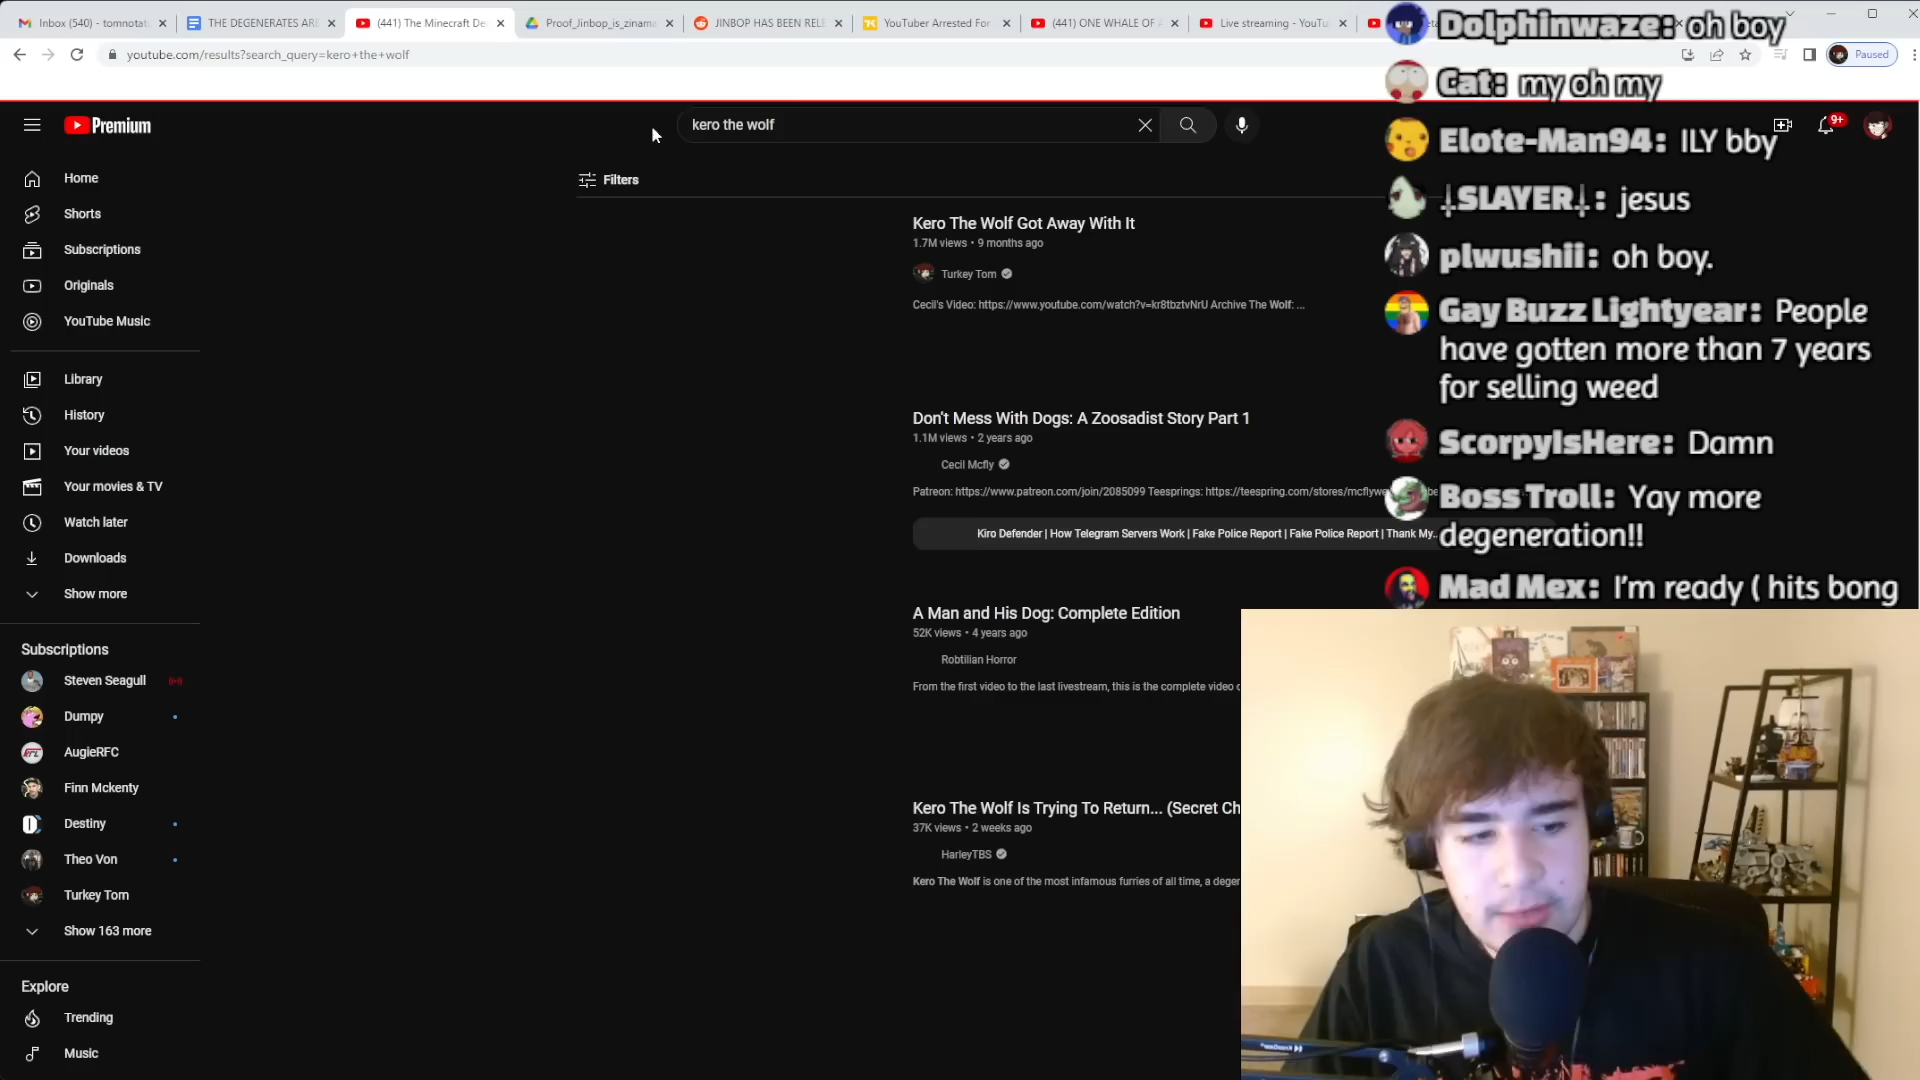 Inbox (540) - tomnotat
THE DEGENERATES ARE
(441) The Minecraft De
Proof_Jinbop_is_zinama
JINBOP HAS BEEN RELE
YouTuber Arrested For
(441) ONE WHALE OF A
Live streaming - YouTu
youtube.com/results?search_query=kero+the+wolf
Paused
Premium
kero the wolf
9+
Filters
Home
Shorts
Subscriptions
Originals
YouTube Music
Library
History
Your videos
Your movies & TV
Watch later
Downloads
Show more
Subscriptions
Steven Seagull
Dumpy
AugieRFC
Finn Mckenty
Destiny
Theo Von
Turkey Tom
Show 163 more
Explore
Trending
Music
Kero The Wolf Got Away With It
1.7M views • 9 months ago
Turkey Tom
Cecil's Video: https://www.youtube.com/watch?v=kr8tbztvNrU Archive The Wolf: ...
Don't Mess With Dogs: A Zoosadist Story Part 1
1.1M views • 2 years ago
Cecil Mcfly
Patreon: https://www.patreon.com/join/2085099 Teesprings: https://teespring.com/stores/mcflywe
Kiro Defender | How Telegram Servers Work | Fake Police Report | Fake Police Report | Thank My...
A Man and His Dog: Complete Edition
52K views • 4 years ago
Robtilian Horror
From the first video to the last livestream, this is the complete video c
Kero The Wolf Is Trying To Return... (Secret Ch
37K views • 2 weeks ago
HarleyTBS
Kero The Wolf is one of the most infamous furries of all time, a deger
Dolphinwaze: oh boy
Cat: my oh my
Elote-Man94: ILY bby
⸸SLAYER⸸: jesus
plwushii: oh boy.
Gay Buzz Lightyear: People
have gotten more than 7 years
for selling weed
ScorpyIsHere: Damn
Boss Troll: Yay more
degeneration!!
Mad Mex: I'm ready ( hits bong